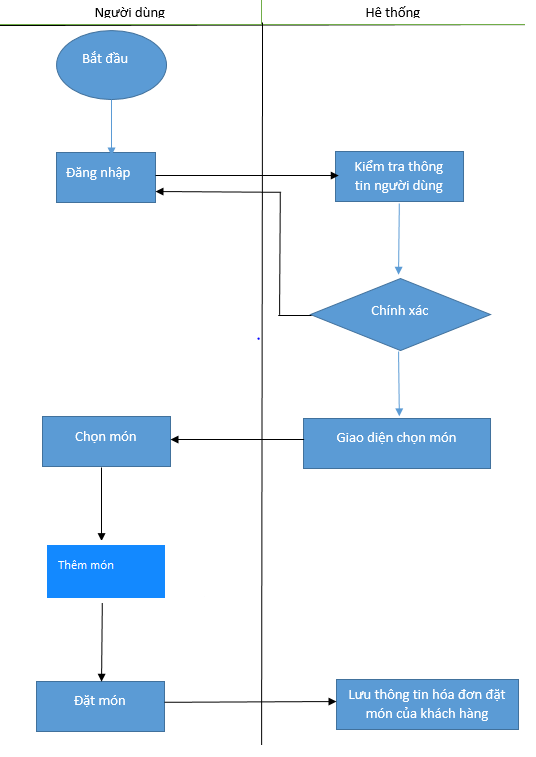 Người dùng
Hệ thống
Bắt đầu
Đăng nhập
Kiểm tra thông
tin người dùng
Chính xác
Chọn món
Giao diện chọn món
Thêm món
Đặt món
Lưu thông tin hóa đơn đặt
món của khách hàng